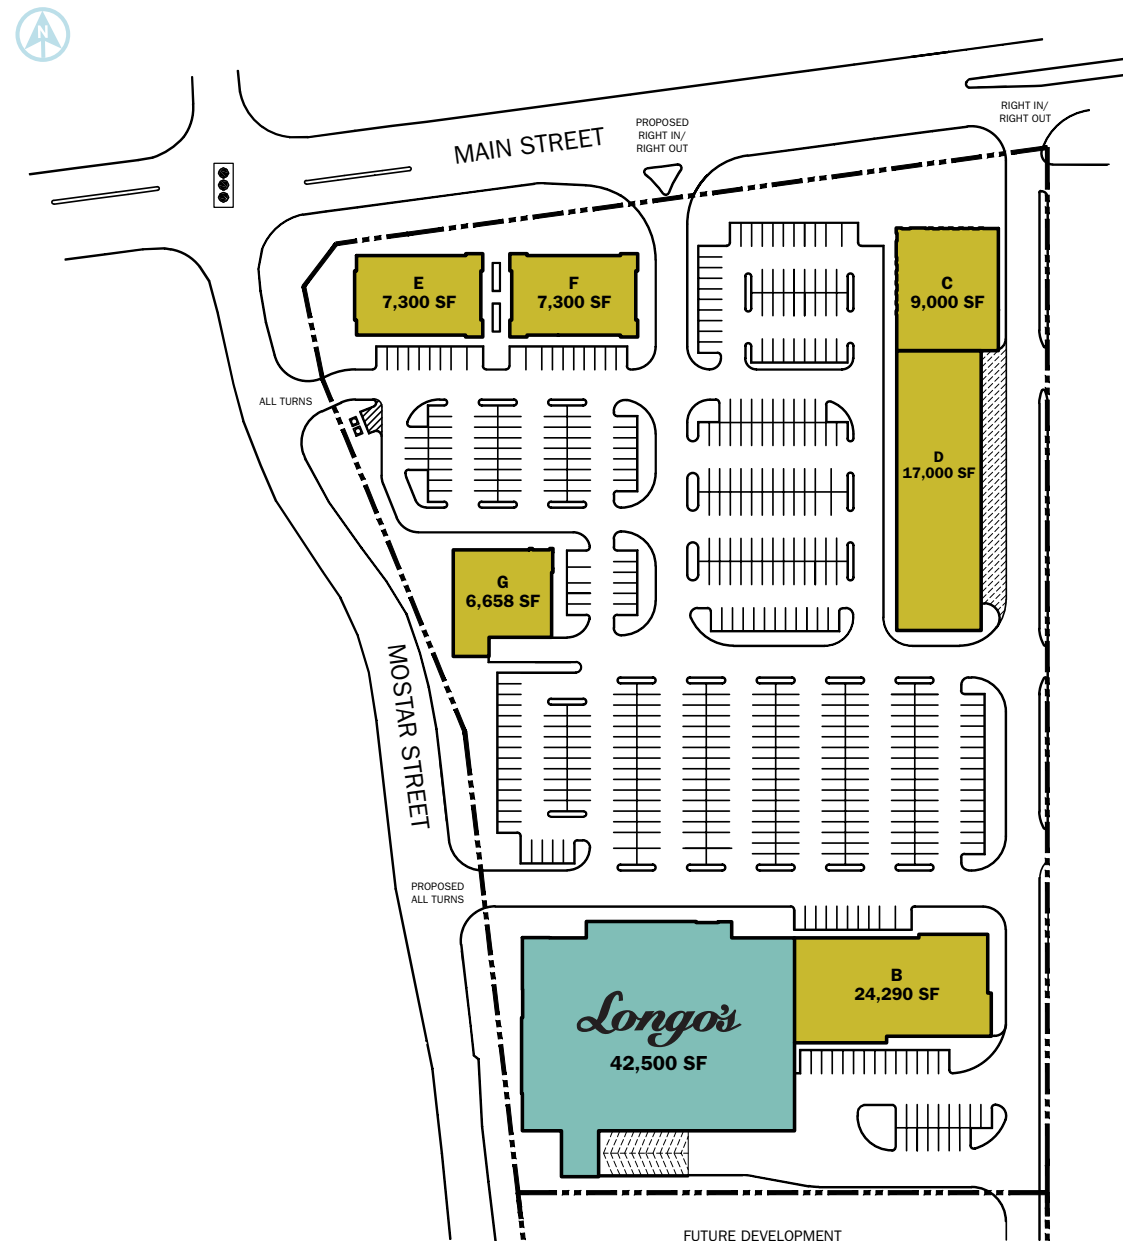 N
RIGHT IN/
RIGHT OUT
PROPOSED
RIGHT IN/
RIGHT OUT
MAIN STREET
E
7,300 SF
F
7,300 SF
C
9,000 SF
ALL TURNS
D
17,000 SF
G
6,658 SF
MOSTAR STREET
PROPOSED
ALL TURNS
B
24,290 SF
Longo's
42,500 SF
FUTURE DEVELOPMENT